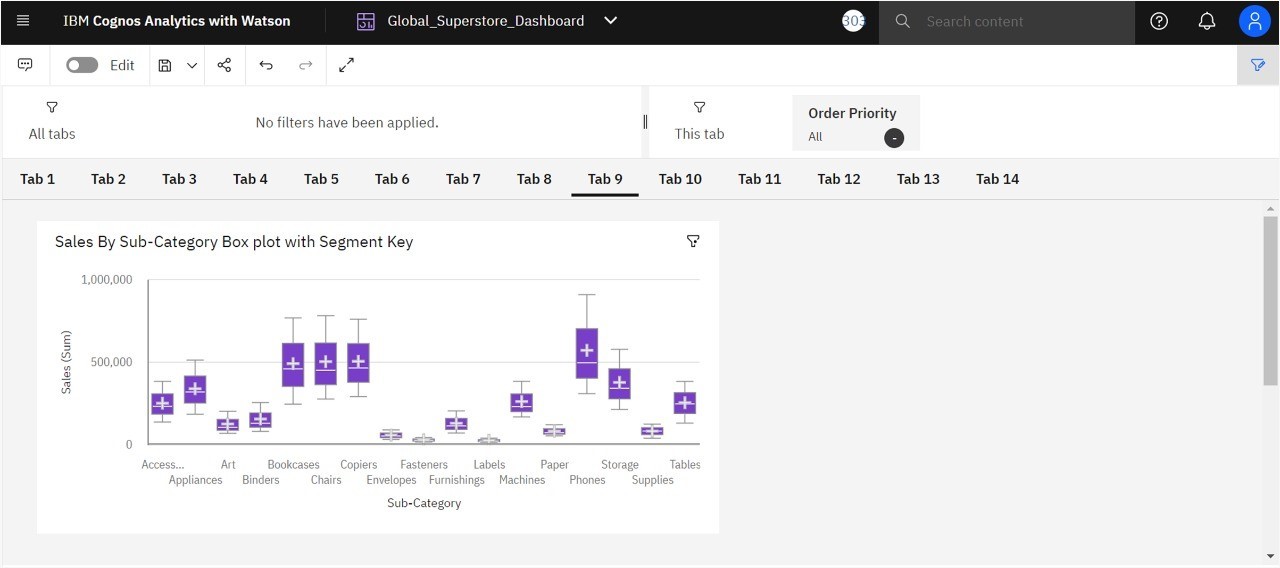 IBM Cognos Analytics with Watson
Global_Superstore_Dashboard
303
Search content
Edit
All tabs
No filters have been applied.
This tab
Order Priority
All
Tab 1 Tab 2 Tab 3 Tab 4 Tab 5 Tab 6 Tab 7 Tab 8 Tab 9 Tab 10 Tab 11 Tab 12 Tab 13 Tab 14
Sales By Sub-Category Box plot with Segment Key
1,000,000
500,000
0
Sales (Sum)
Access... Art Bookcases Copiers Fasteners Labels Paper Storage Tables
Appliances Binders Chairs Envelopes Furnishings Machines Phones Supplies
Sub-Category